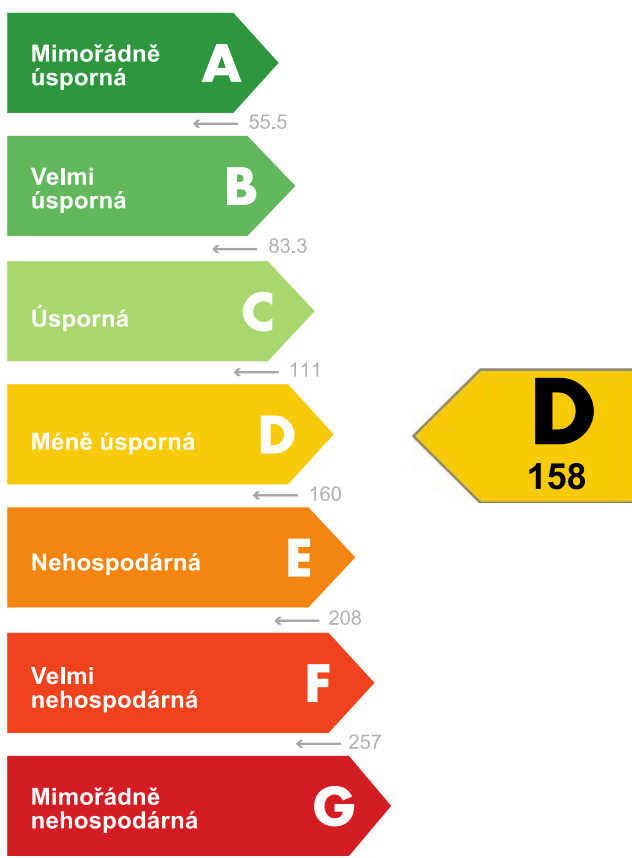 Mimořádně
úsporná
A
← 55.5
Velmi
úsporná
B
← 83.3
Úsporná
C
← 111
Méně úsporná
D
← 160
D
158
Nehospodárná
E
← 208
Velmi
nehospodárná
F
← 257
Mimořádně
nehospodárná
G